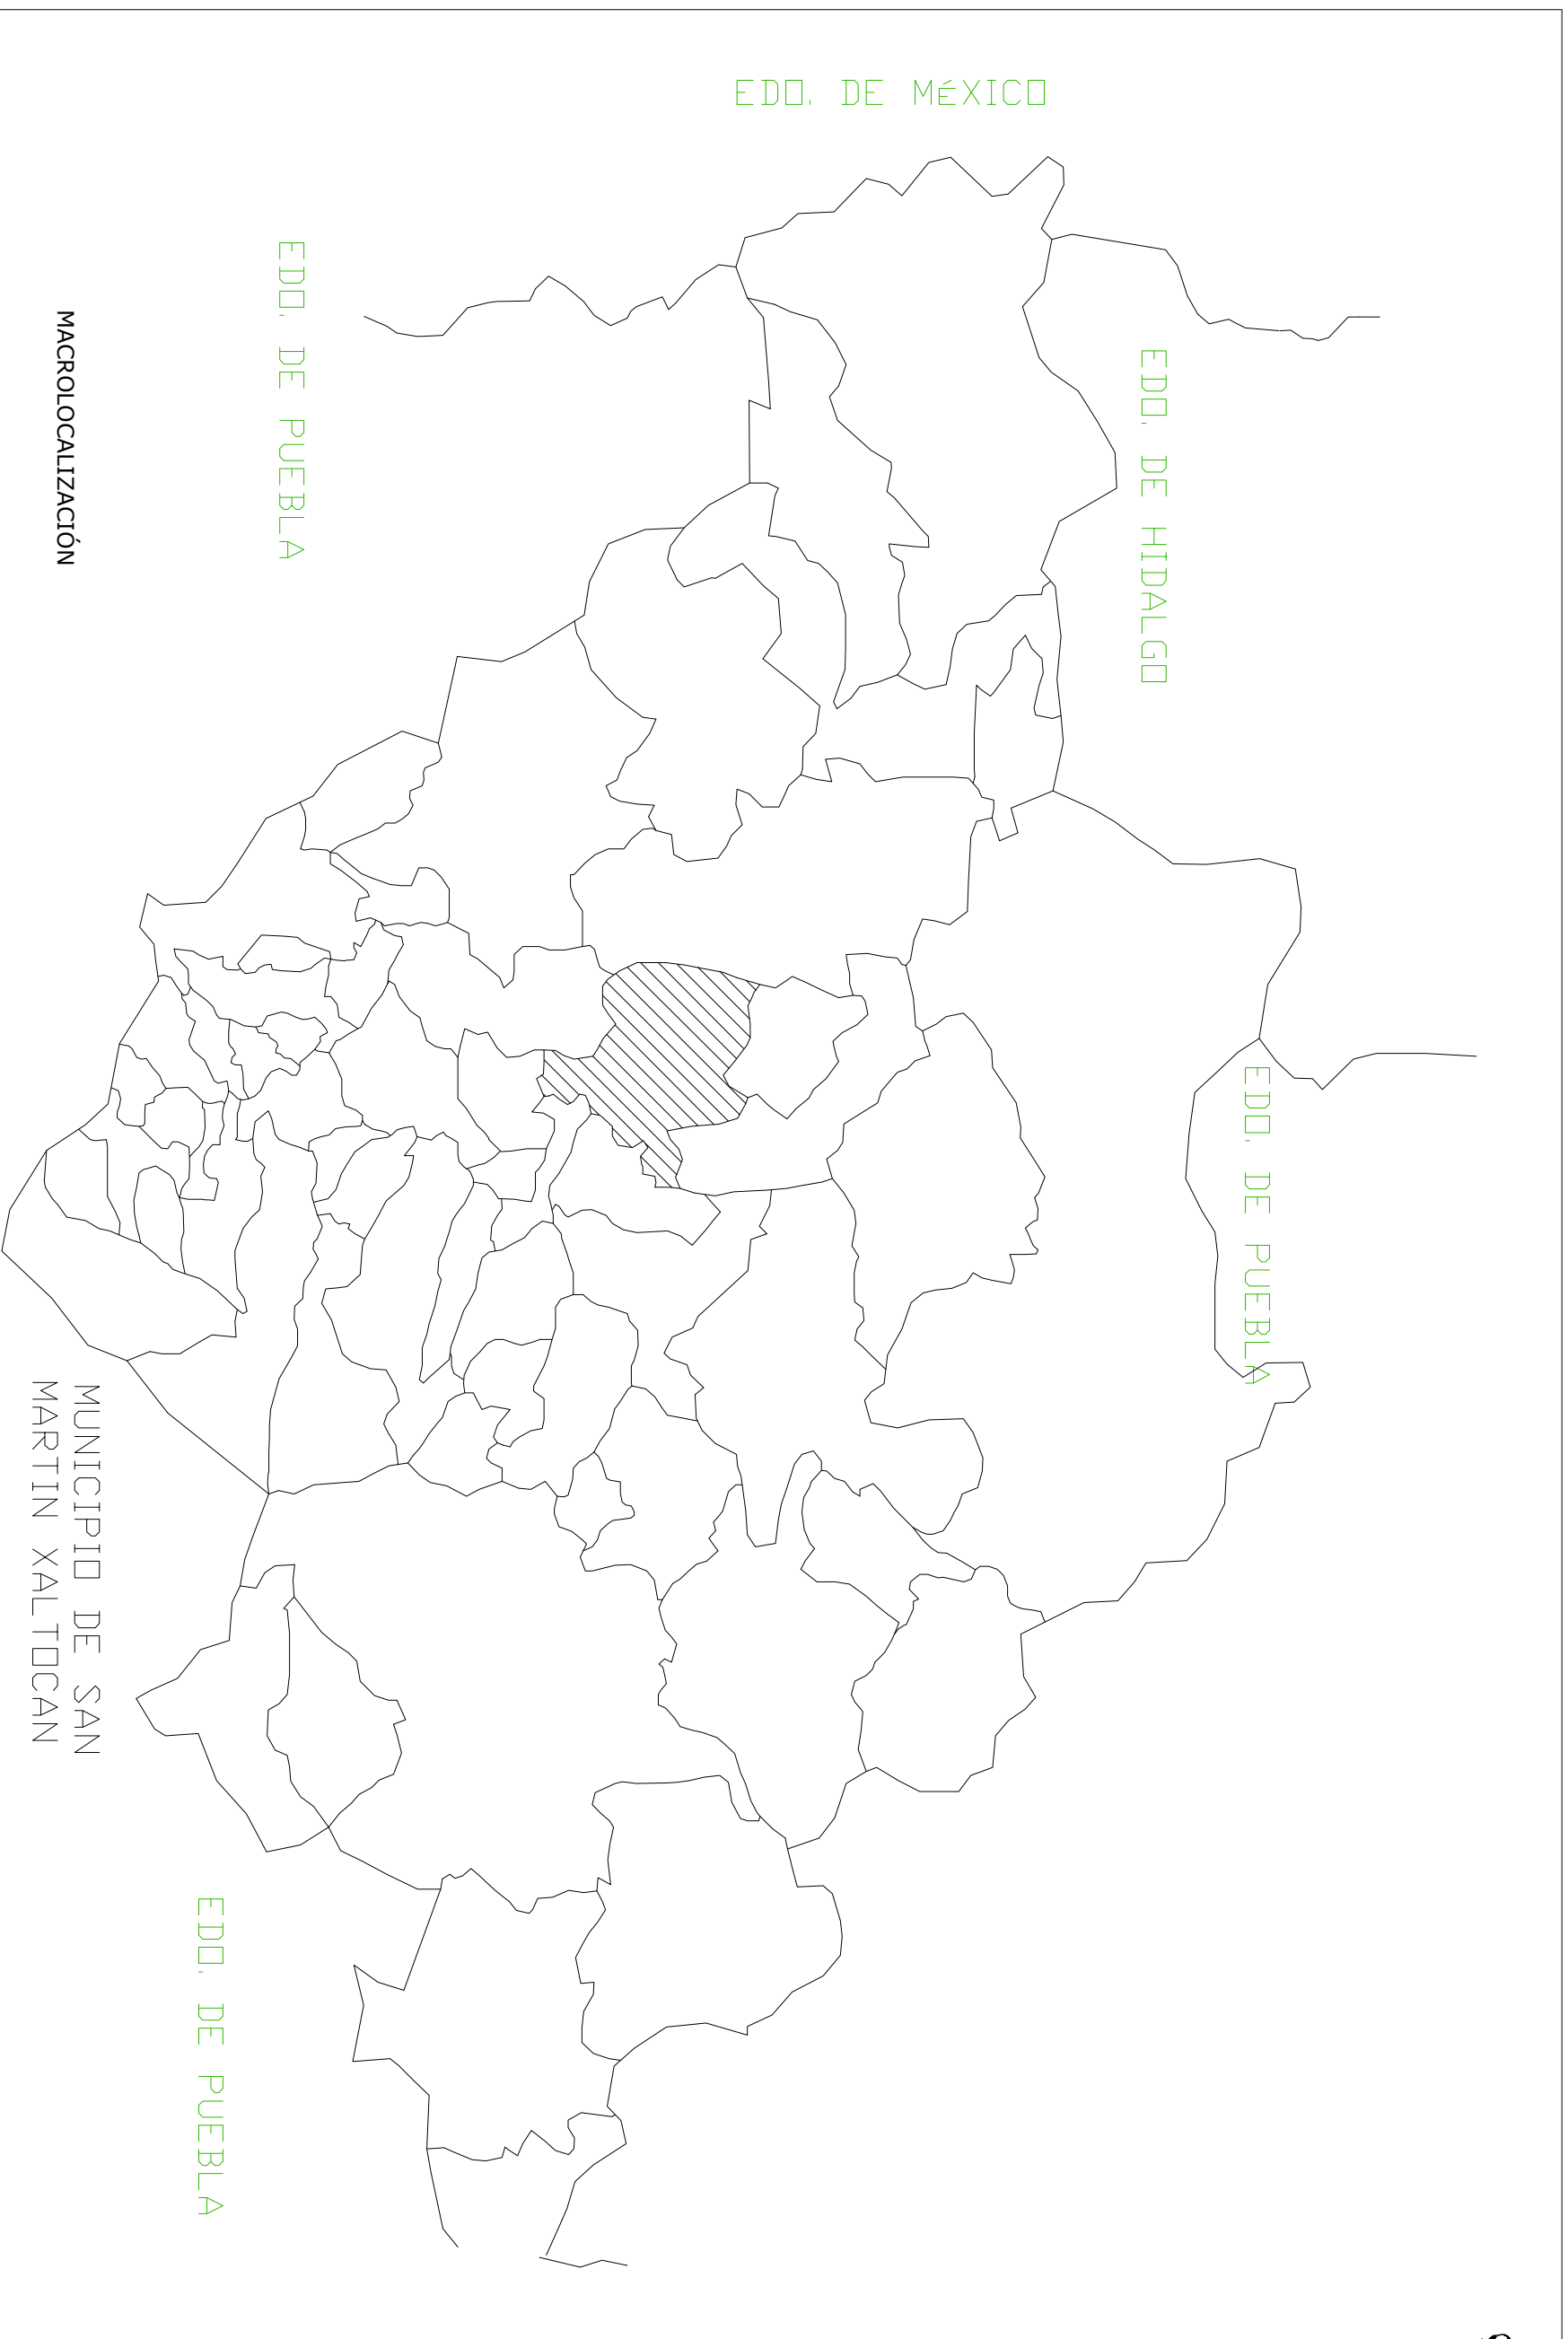 EDO. DE MéXICO
EDO. DE HIDALGO
EDO. DE PUEBLA
EDO. DE PUEBLA
MACROLOCALIZACIÓN
MUNICIPIO DE SAN
MARTIN XALTOCAN
EDO. DE PUEBLA